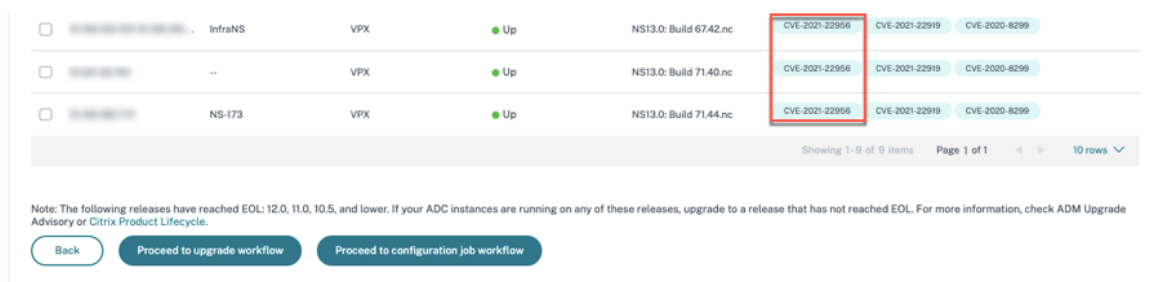 InfraNS VPX Up NS13.0: Build 67.42.nc CVE-2021-22956 CVE-2021-22919 CVE-2020-8299
-- VPX Up NS13.0: Build 71.40.nc CVE-2021-22956 CVE-2021-22919 CVE-2020-8299
NS-173 VPX Up NS13.0: Build 71.44.nc CVE-2021-22956 CVE-2021-22919 CVE-2020-8299
Showing 1-9 of 9 items Page 1 of 1 10 rows
Note: The following releases have reached EOL: 12.0, 11.0, 10.5, and lower. If your ADC instances are running on any of these releases, upgrade to a release that has not reached EOL. For more information, check ADM Upgrade
Advisory or Citrix Product Lifecycle.
Back Proceed to upgrade workflow Proceed to configuration job workflow